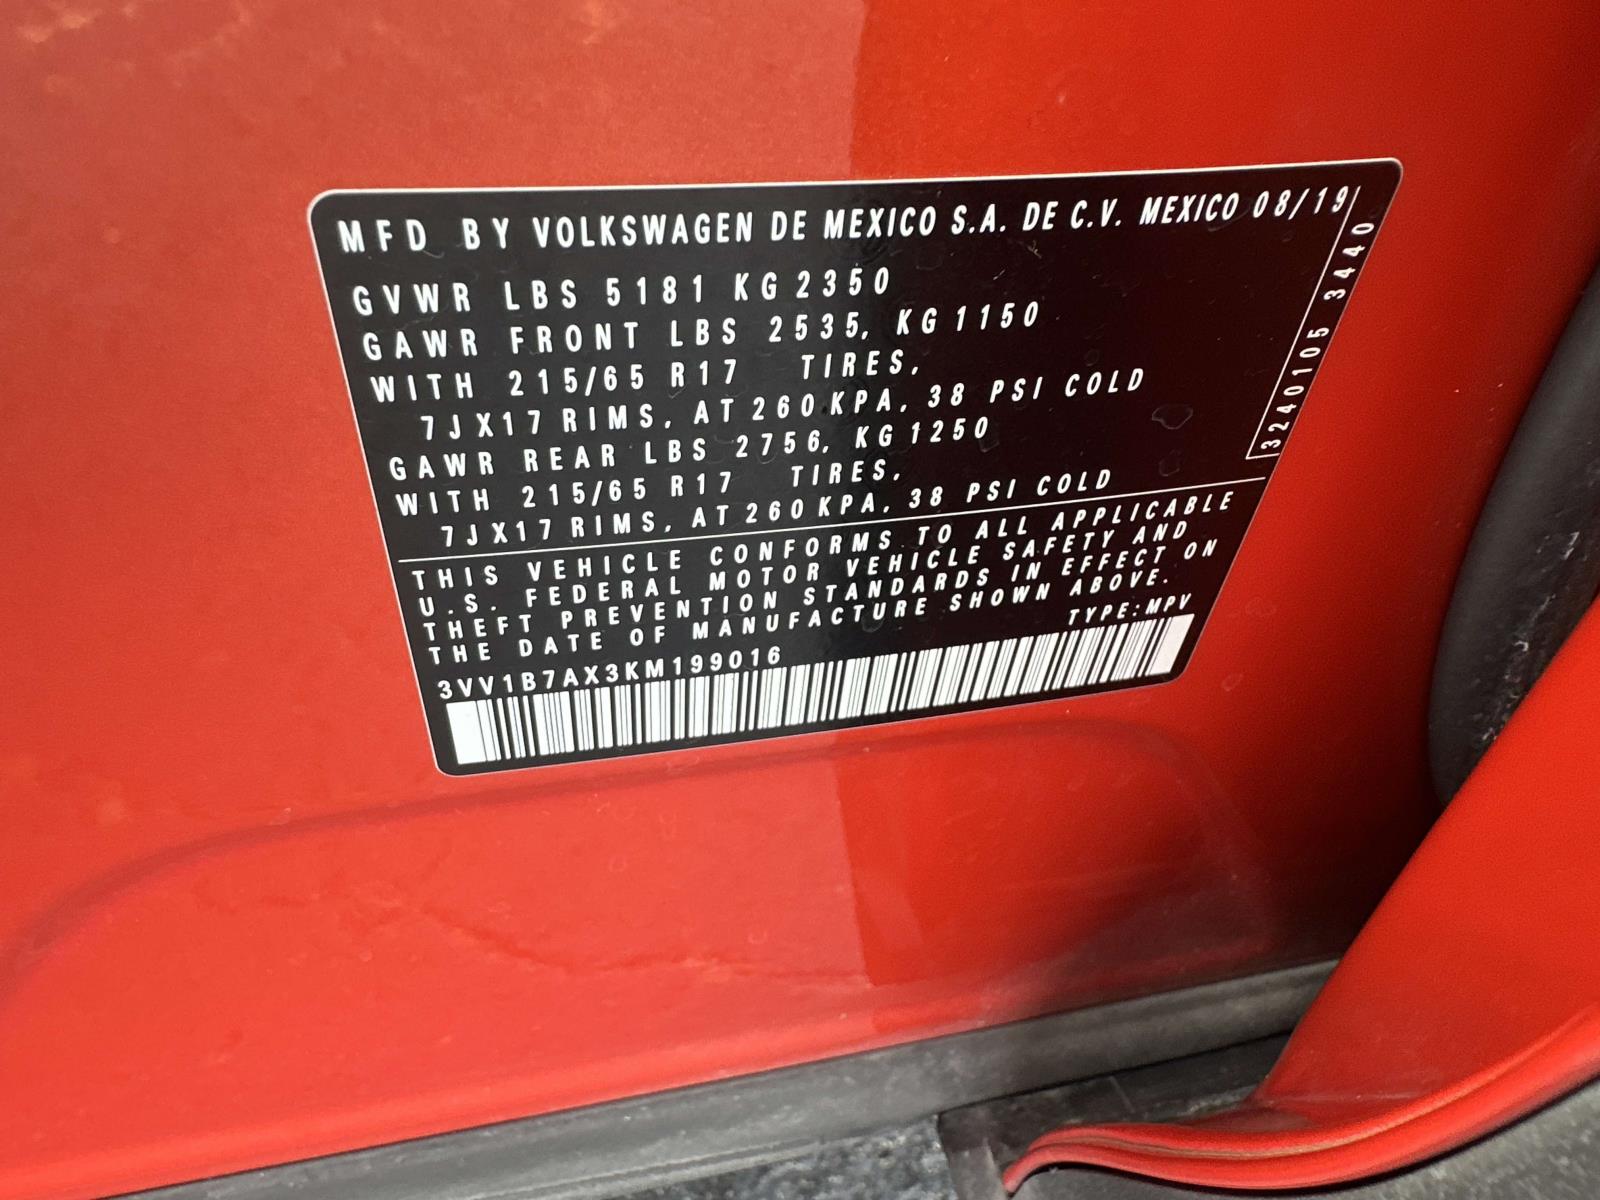 MFD BY VOLKSWAGEN DE MEXICO S.A. DE C.V. MEXICO 08/19
GVWR LBS 5181 KG 2350
GAWR FRONT LBS 2535, KG 1150
WITH 215/65 R17 TIRES,
7JX17 RIMS, AT 260 KPA, 38 PSI COLD
GAWR REAR LBS 2756, KG 1250
WITH 215/65 R17 TIRES,
7JX17 RIMS, AT 260 KPA, 38 PSI COLD
3240105 3440
THIS VEHICLE CONFORMS TO ALL APPLICABLE
U.S. FEDERAL MOTOR VEHICLE SAFETY AND
THEFT PREVENTION STANDARDS IN EFFECT ON
THE DATE OF MANUFACTURE SHOWN ABOVE.
TYPE: MPV
3VV1B7AX3KM199016